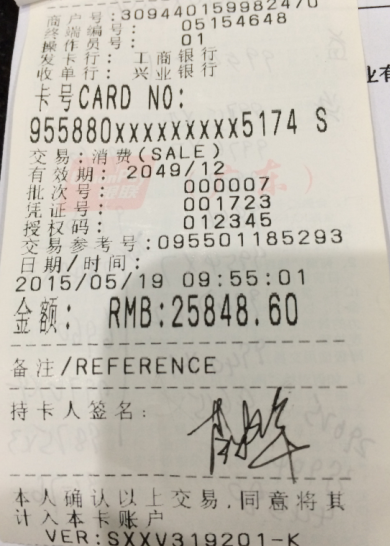 商户号:309440159982470
终端编号: 05154648
操作员号: 01
发卡行: 工商银行
收单行: 兴业银行
卡号CARD NO:
955880xxxxxxxxx5174 S
交易:消费(SALE)
有效期: 2049/12
批次号: 000007
凭证号: 001723
授权码: 012345
交易参考号:095501185293
日期/时间:
2015/05/19 09:55:01
金额: RMB:25848.60
备注/REFERENCE
持卡人签名:
本人确认以上交易,同意将其
计入本卡账户
VER:SXXV319201-K